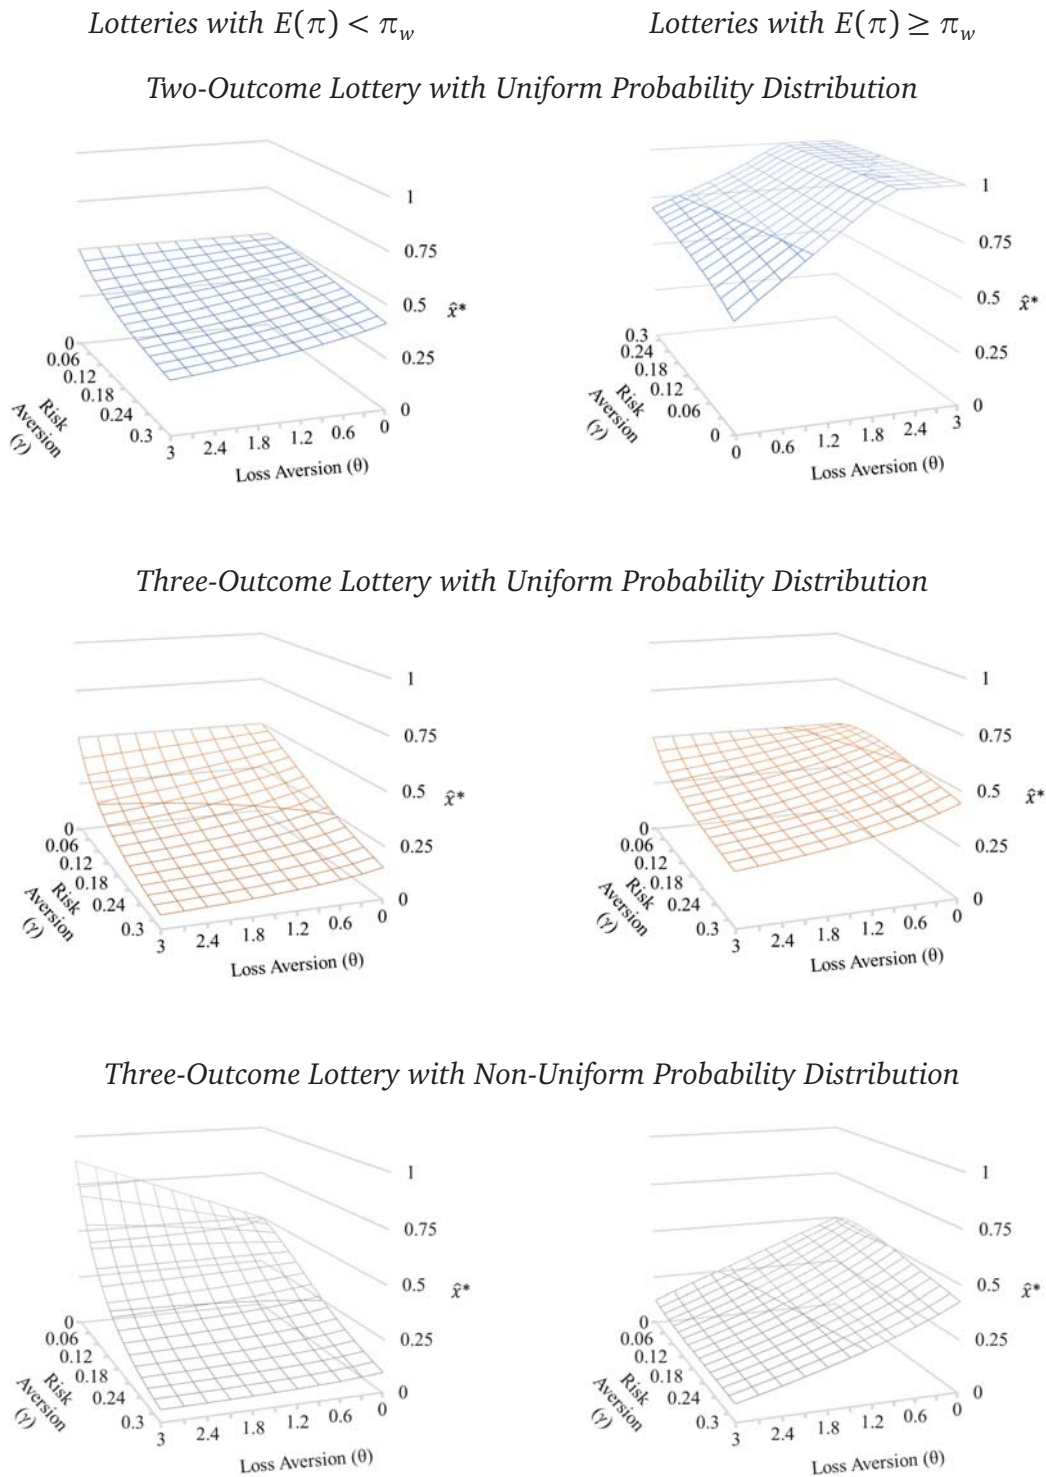 Lotteries with E(π) < π_w
Lotteries with E(π) ≥ π_w
Two-Outcome Lottery with Uniform Probability Distribution
1
0.75
0.5
x̂*
0.25
0
0
0.06
0.12
0.18
0.24
0.3
Risk
Aversion
(γ)
3
2.4
1.8
1.2
0.6
0
Loss Aversion (θ)
1
0.75
0.5
x̂*
0.25
0
0.3
0.24
0.18
0.12
0.06
0
Risk
Aversion
(γ)
0
0.6
1.2
1.8
2.4
3
Loss Aversion (θ)
Three-Outcome Lottery with Uniform Probability Distribution
1
0.75
0.5
x̂*
0.25
0
0
0.06
0.12
0.18
0.24
0.3
Risk
Aversion
(γ)
3
2.4
1.8
1.2
0.6
0
Loss Aversion (θ)
1
0.75
0.5
x̂*
0.25
0
0
0.06
0.12
0.18
0.24
0.3
Risk
Aversion
(γ)
3
2.4
1.8
1.2
0.6
0
Loss Aversion (θ)
Three-Outcome Lottery with Non-Uniform Probability Distribution
1
0.75
0.5
x̂*
0.25
0
0
0.06
0.12
0.18
0.24
0.3
Risk
Aversion
(γ)
3
2.4
1.8
1.2
0.6
0
Loss Aversion (θ)
1
0.75
0.5
x̂*
0.25
0
0
0.06
0.12
0.18
0.24
0.3
Risk
Aversion
(γ)
3
2.4
1.8
1.2
0.6
0
Loss Aversion (θ)